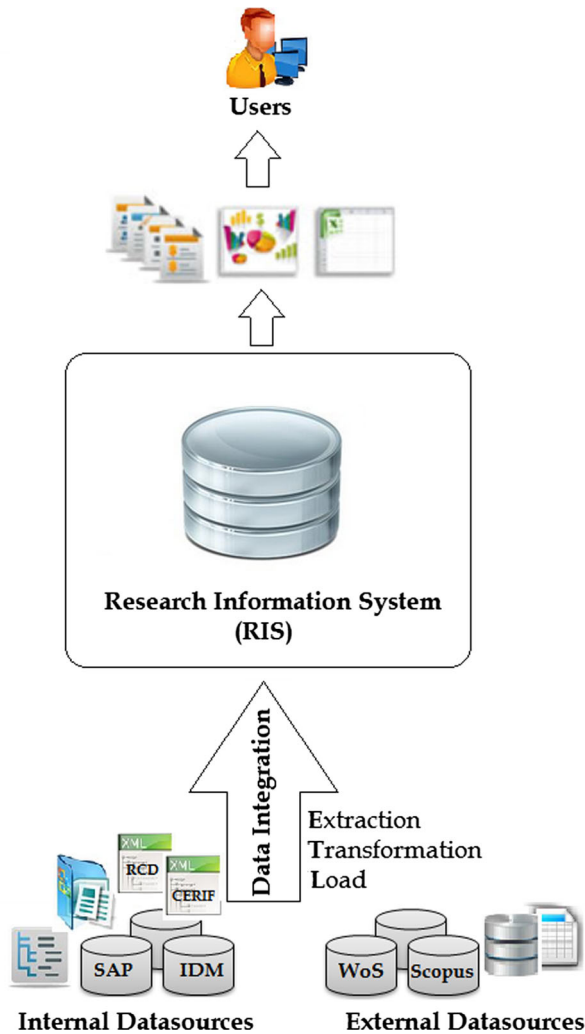 Users
Research Information System
(RIS)
Data Integration
Extraction
Transformation
Load
XML
RCD
XML
CERIF
SAP
IDM
WoS
Scopus
Internal Datasources
External Datasources